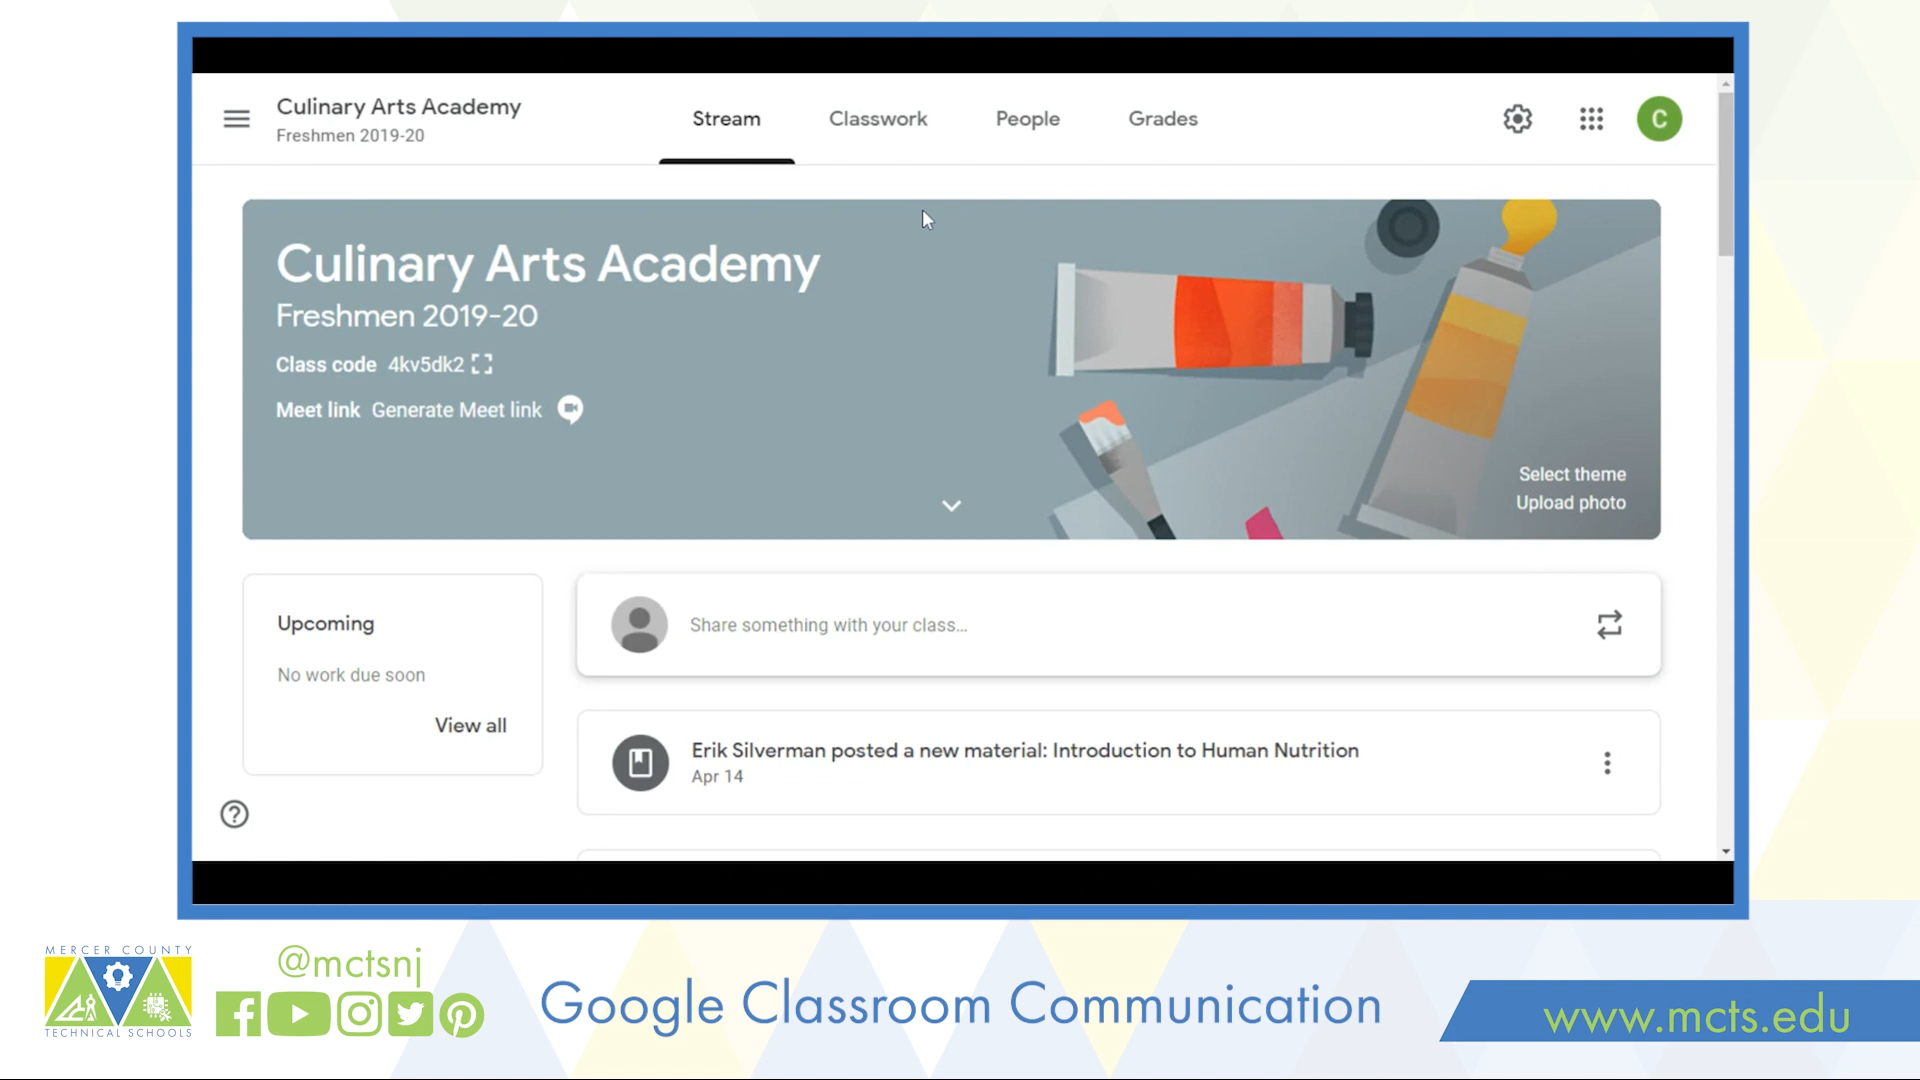 Culinary Arts Academy
Freshmen 2019-20
Stream
Classwork
People
Grades
C
Culinary Arts Academy
Freshmen 2019-20
Class code 4kv5dk2
Meet link Generate Meet link
Select theme
Upload photo
Upcoming
No work due soon
View all
Share something with your class...
Erik Silverman posted a new material: Introduction to Human Nutrition
Apr 14
MERCER COUNTY
TECHNICAL SCHOOLS
@mctsnj
Google Classroom Communication
www.mcts.edu